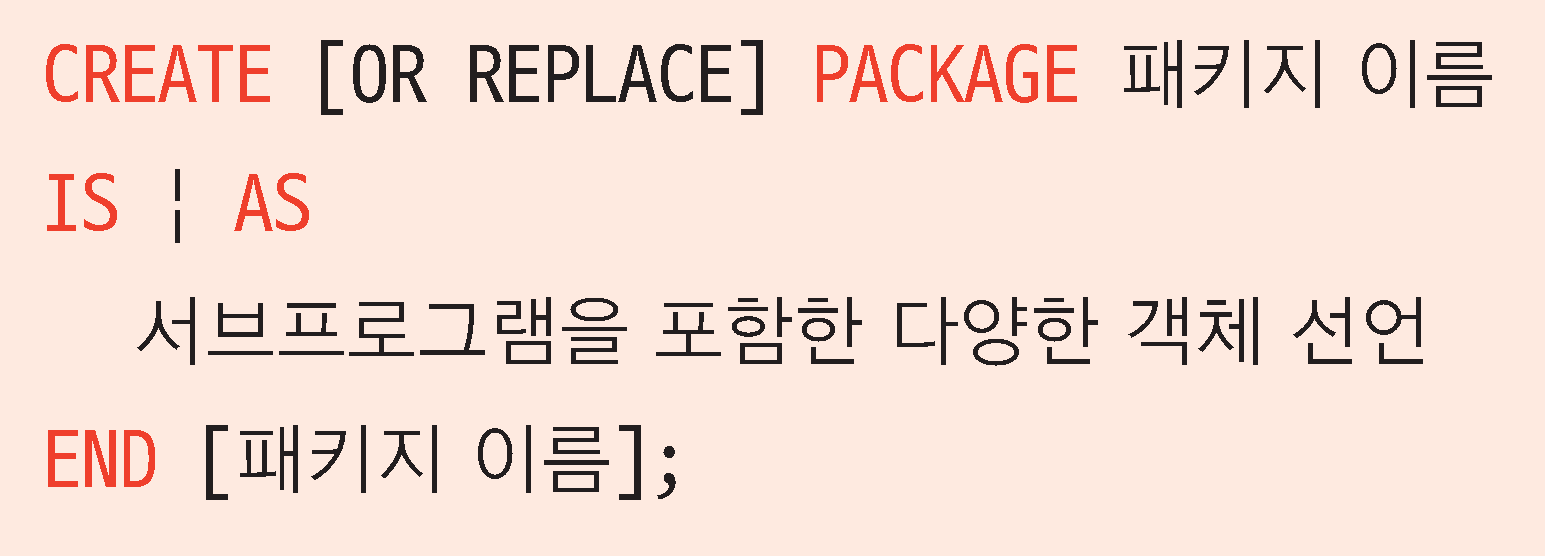 CREATE [OR REPLACE] PACKAGE 패키지 이름
IS ¦ AS
서브프로그램을 포함한 다양한 객체 선언
END [패키지 이름];